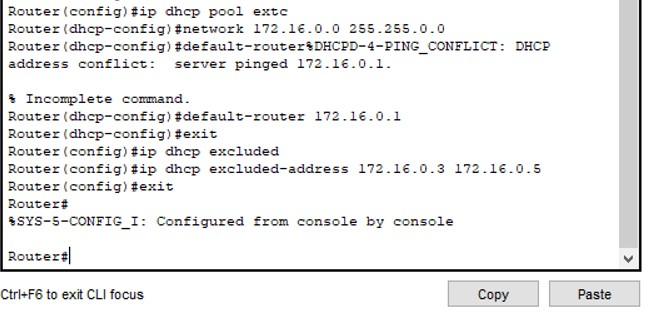 Router(config)#ip dhcp pool extc
Router(dhcp-config)#network 172.16.0.0 255.255.0.0
Router(dhcp-config)#default-router%DHCPD-4-PING_CONFLICT: DHCP
address conflict:  server pinged 172.16.0.1.
% Incomplete command.
Router(dhcp-config)#default-router 172.16.0.1
Router(dhcp-config)#exit
Router(config)#ip dhcp excluded
Router(config)#ip dhcp excluded-address 172.16.0.3 172.16.0.5
Router(config)#exit
Router#
%SYS-5-CONFIG_I: Configured from console by console
Router#
Ctrl+F6 to exit CLI focus
Copy
Paste